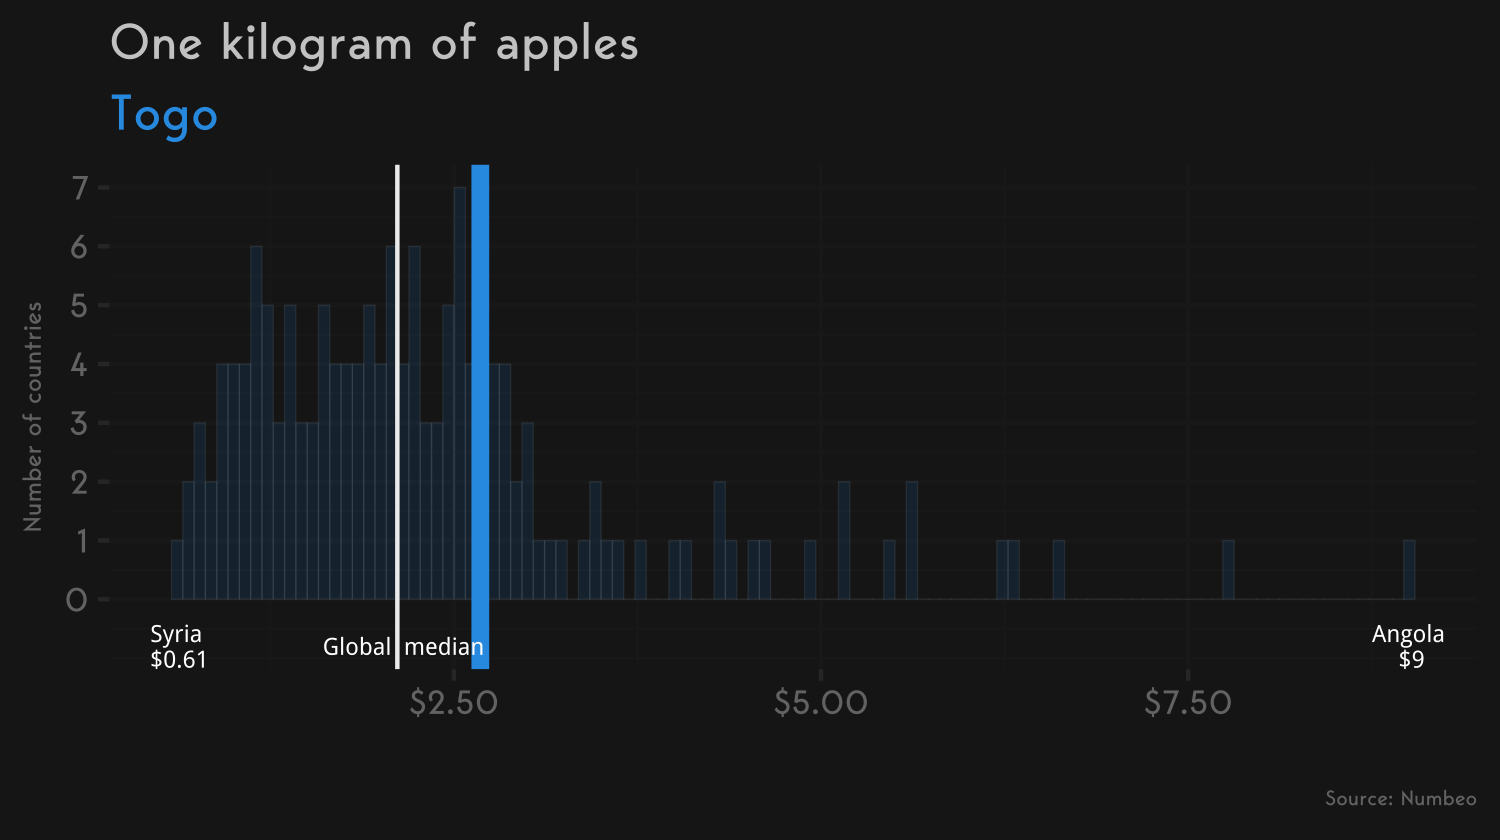 One kilogram of apples
Togo
Number of countries
7
6
5
4
3
2
1
0
Syria
$0.61
Global median
Angola
$9
$2.50
$5.00
$7.50
Source: Numbeo